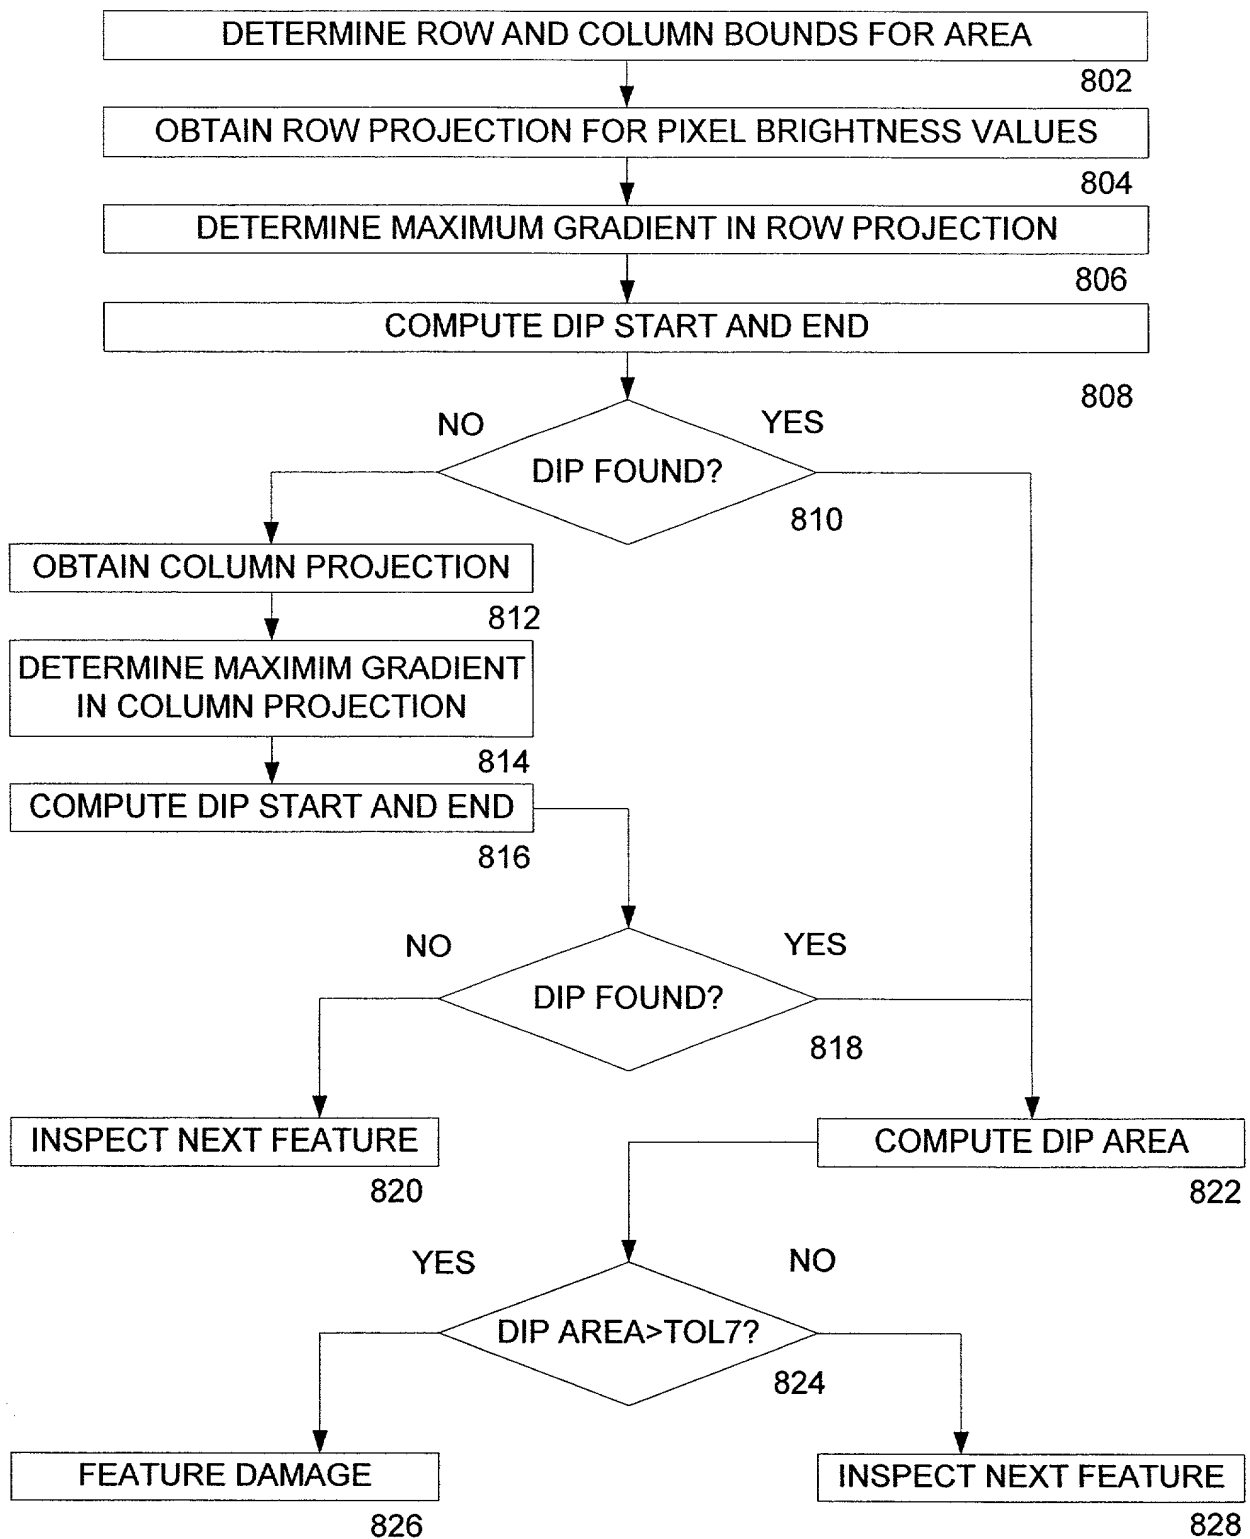 DETERMINE ROW AND COLUMN BOUNDS FOR AREA
802
OBTAIN ROW PROJECTION FOR PIXEL BRIGHTNESS VALUES
804
DETERMINE MAXIMUM GRADIENT IN ROW PROJECTION
806
COMPUTE DIP START AND END
808
NO
YES
DIP FOUND?
810
OBTAIN COLUMN PROJECTION
812
DETERMINE MAXIMIM GRADIENT
IN COLUMN PROJECTION
814
COMPUTE DIP START AND END
816
NO
YES
DIP FOUND?
818
INSPECT NEXT FEATURE
820
COMPUTE DIP AREA
822
YES
NO
DIP AREA>TOL7?
824
FEATURE DAMAGE
826
INSPECT NEXT FEATURE
828